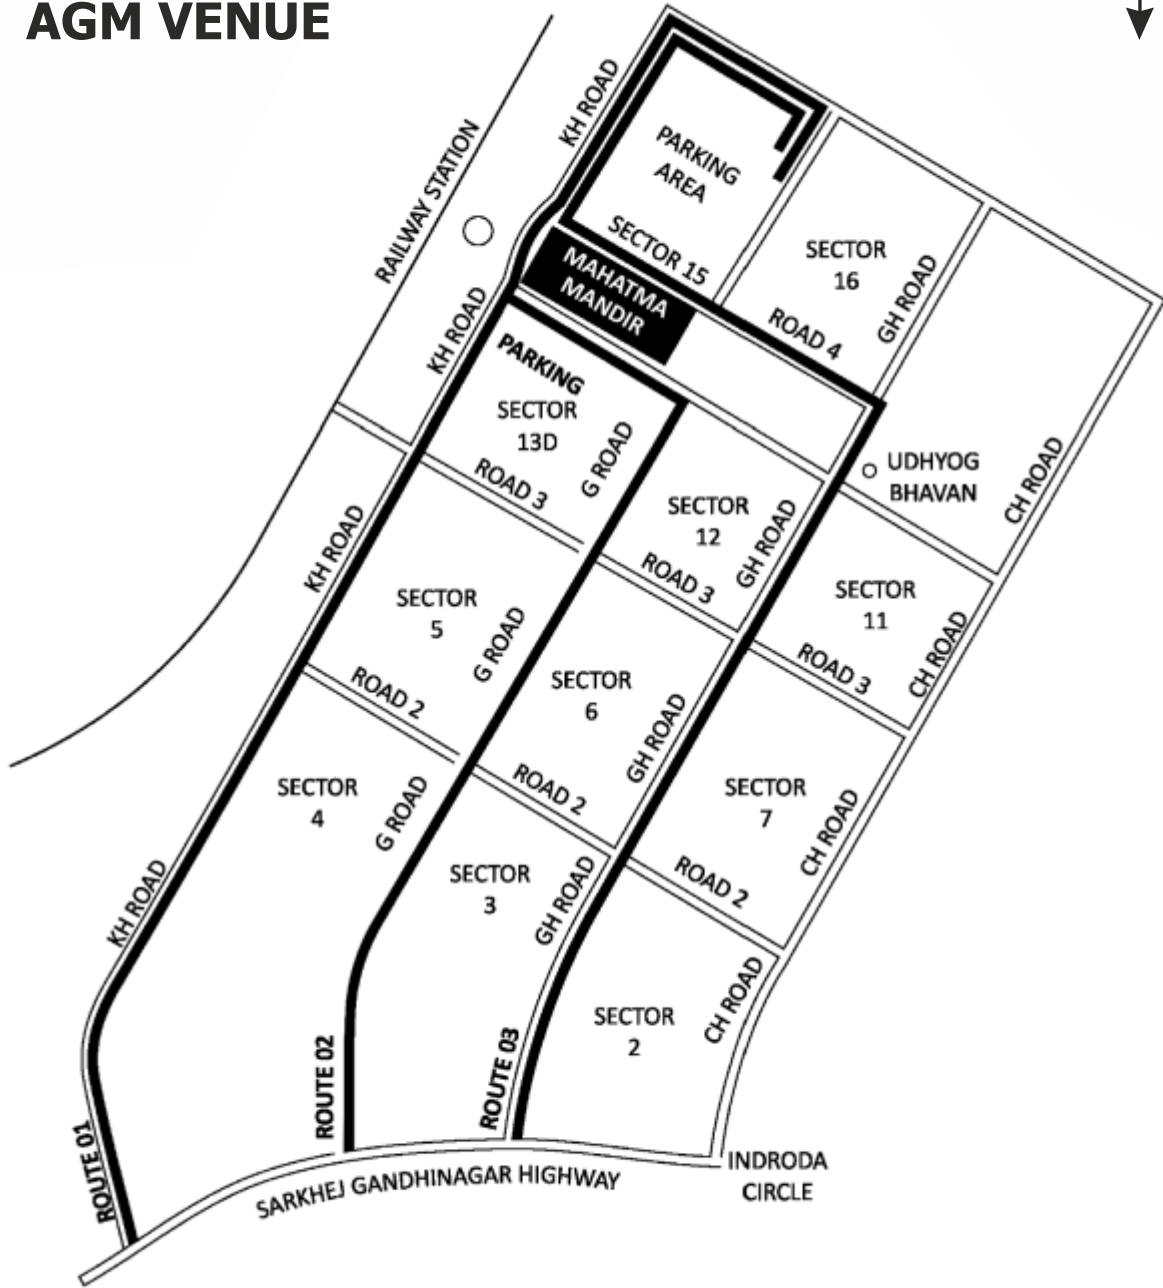 AGM VENUE
KH ROAD
RAILWAY STATION
PARKING
AREA
SECTOR 15
SECTOR
16
GH ROAD
MAHATMA
MANDIR
ROAD 4
KH ROAD
PARKING
SECTOR
13D
G ROAD
ROAD 3
UDHYOG
BHAVAN
CH ROAD
SECTOR
12
GH ROAD
ROAD 3
KH ROAD
SECTOR
5
G ROAD
ROAD 2
SECTOR
11
CH ROAD
ROAD 3
SECTOR
6
GH ROAD
ROAD 2
SECTOR
4
G ROAD
SECTOR
7
CH ROAD
ROAD 2
KH ROAD
SECTOR
3
GH ROAD
SECTOR
2
CH ROAD
ROUTE 01
ROUTE 02
ROUTE 03
SARKHEJ GANDHINAGAR HIGHWAY
INDRODA
CIRCLE